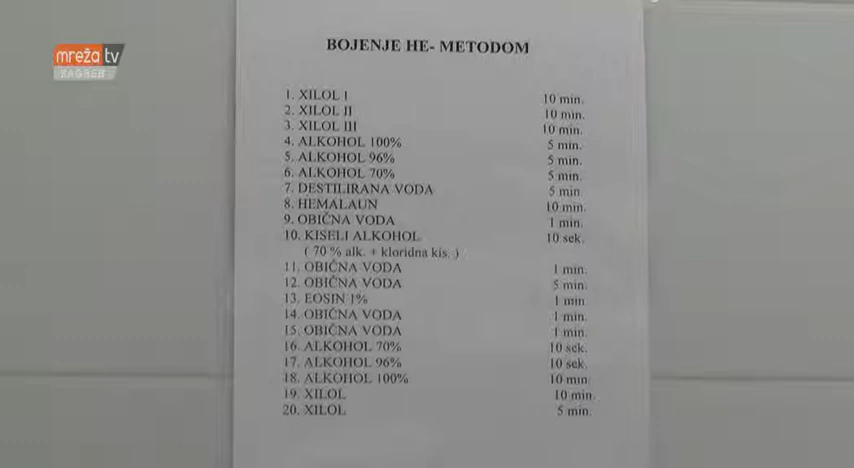 mreža tv
ZAGREB
BOJENJE HE- METODOM
1. XILOL I 10 min.
2. XILOL II 10 min.
3. XILOL III 10 min.
4. ALKOHOL 100% 5 min.
5. ALKOHOL 96% 5 min.
6. ALKOHOL 70% 5 min.
7. DESTILIRANA VODA 5 min
8. HEMALAUN 10 min.
9. OBIČNA VODA 1 min.
10. KISELI ALKOHOL 10 sek.
( 70 % alk. + kloridna kis. )
11. OBIČNA VODA 1 min.
12. OBIČNA VODA 5 min.
13. EOSIN 1% 1 min
14. OBIČNA VODA 1 min.
15. OBIČNA VODA 1 min.
16. ALKOHOL 70% 10 sek.
17. ALKOHOL 96% 10 sek.
18. ALKOHOL 100% 10 min.
19. XILOL 10 min.
20. XILOL 5 min.